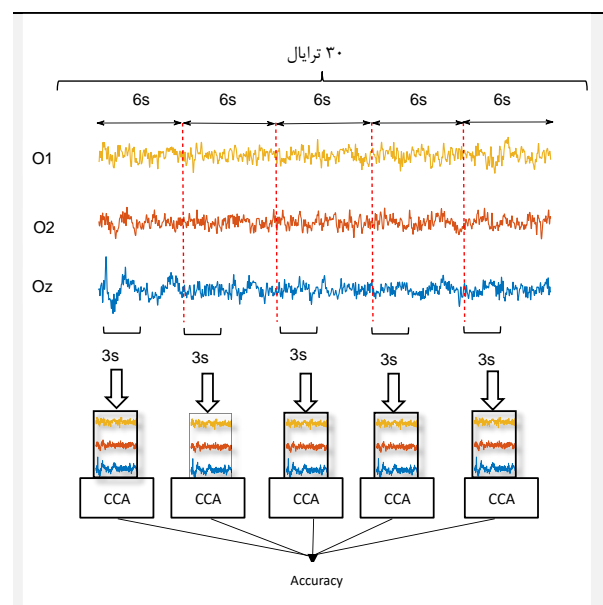 ۳۰ ترایال
6s 6s 6s 6s 6s
O1
O2
Oz
3s 3s 3s 3s 3s
CCA CCA CCA CCA CCA
Accuracy